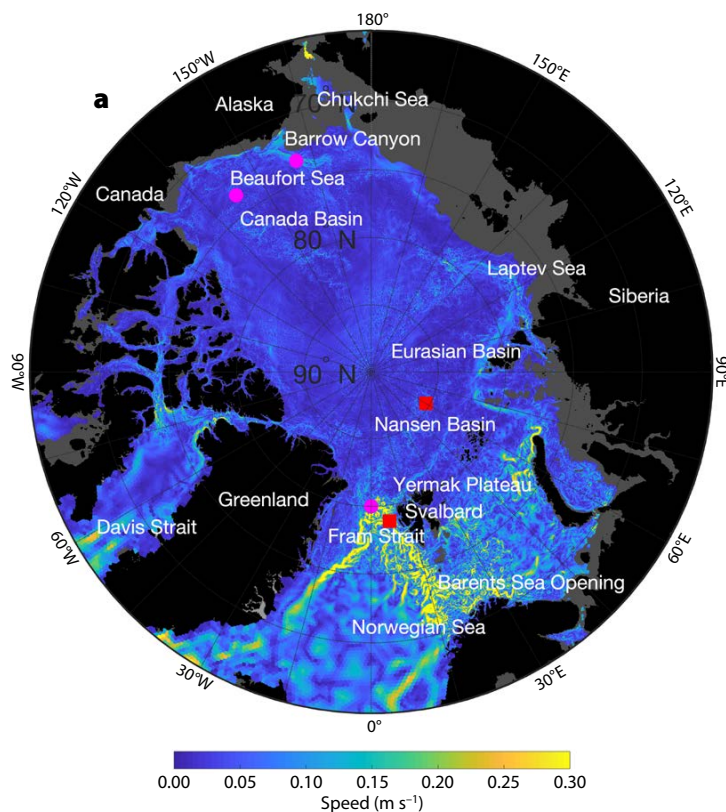 180°
150°W
150°E
a
Alaska
70° N
Chukchi Sea
Barrow Canyon
120°W
Canada
Beaufort Sea
120°E
Canada Basin
80° N
Laptev Sea
Siberia
Eurasian Basin
90°W
90° N
90°E
Nansen Basin
Greenland
Yermak Plateau
Svalbard
Davis Strait
Fram Strait
60°W
60°E
Barents Sea Opening
Norwegian Sea
30°W
30°E
0°
0.00 0.05 0.10 0.15 0.20 0.25 0.30
Speed (m s⁻¹)